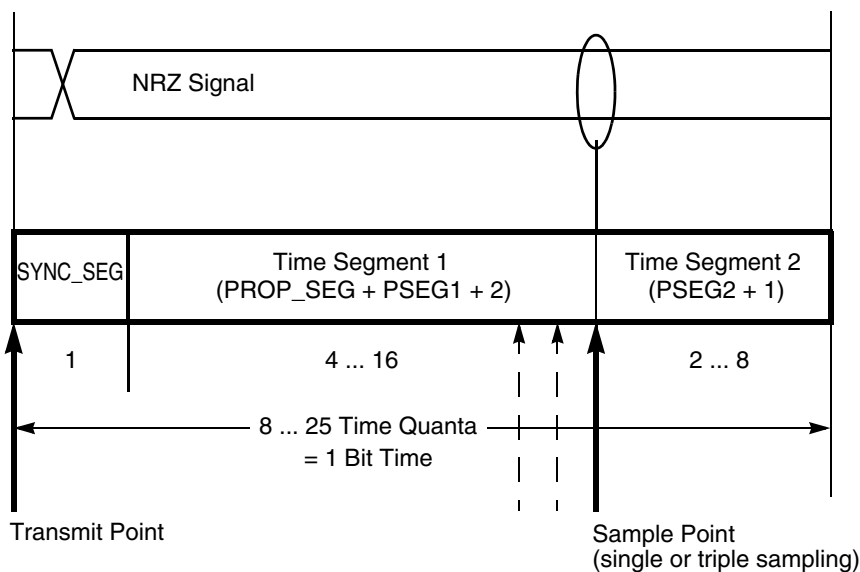 NRZ Signal
SYNC_SEG
Time Segment 1
(PROP_SEG + PSEG1 + 2)
Time Segment 2
(PSEG2 + 1)
1
4 ... 16
2 ... 8
8 ... 25 Time Quanta
= 1 Bit Time
Transmit Point
Sample Point
(single or triple sampling)